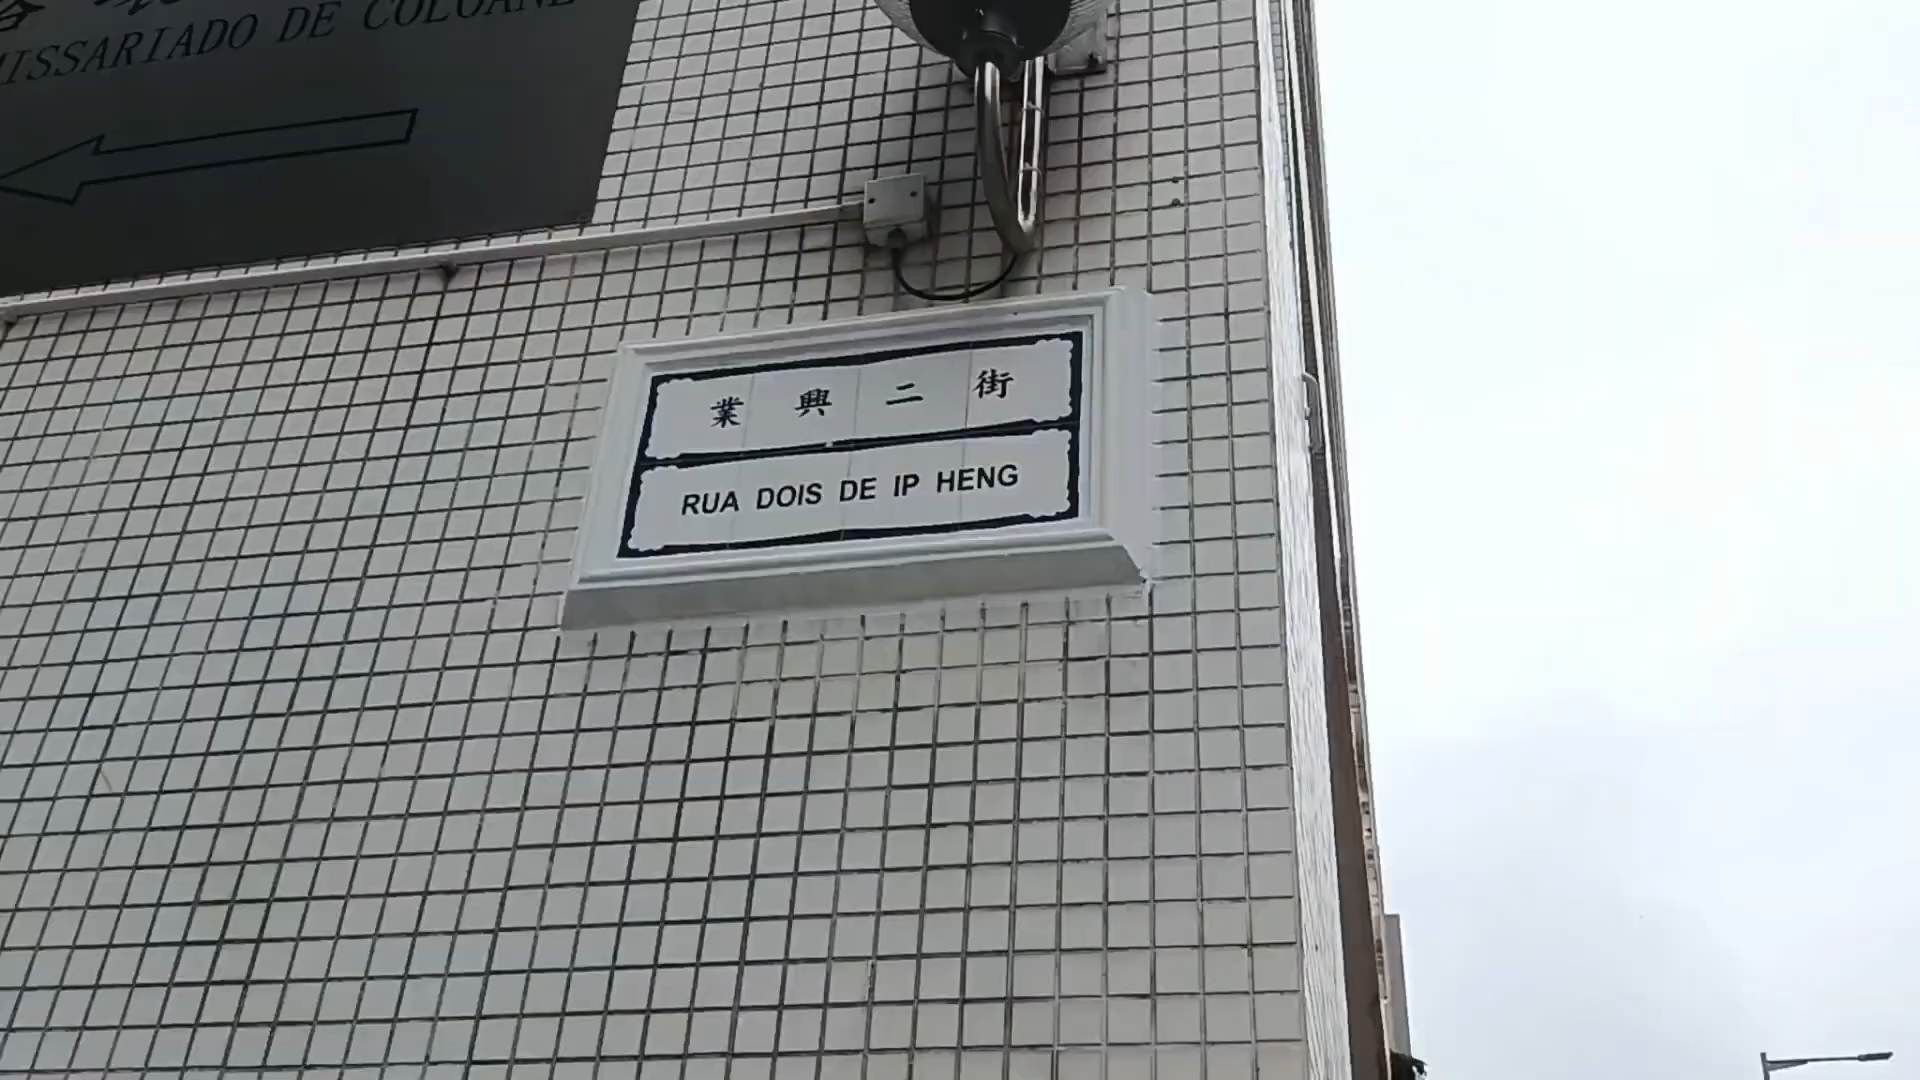 MISSARIADO DE COLOANE
業興二街
RUA DOIS DE IP HENG